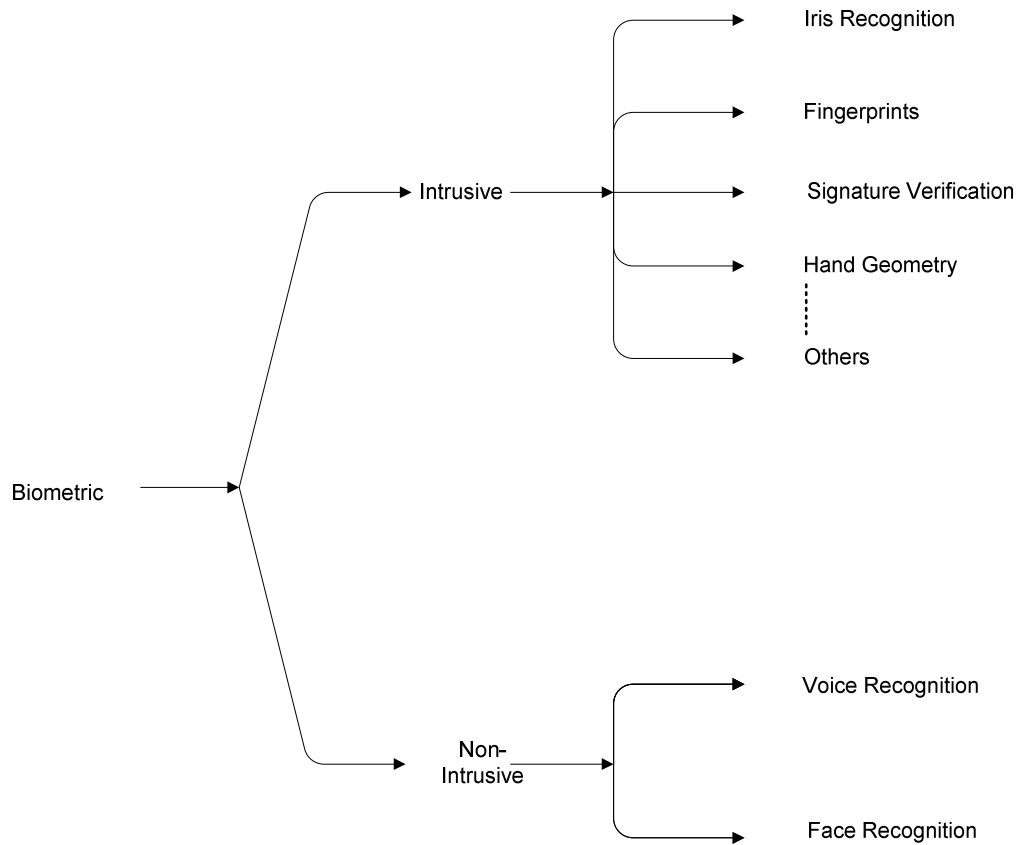 Iris Recognition
Fingerprints
Intrusive
Signature Verification
Hand Geometry
Others
Biometric
Voice Recognition
Non-
Intrusive
Face Recognition